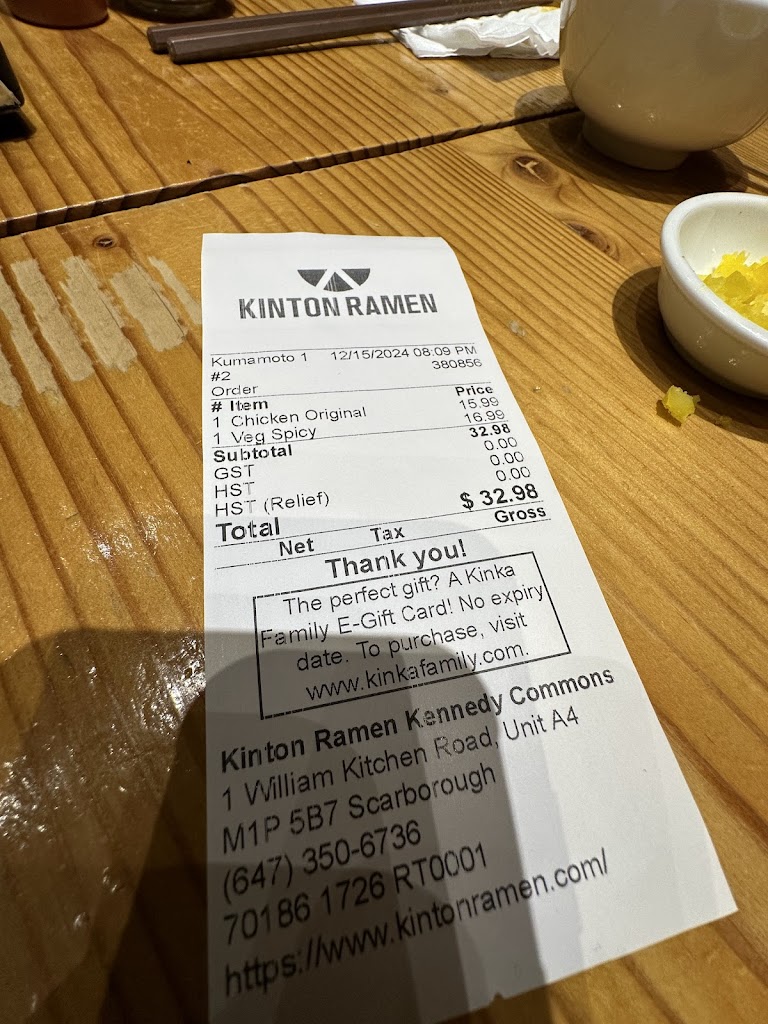 KINTON RAMEN
Kumamoto 1 12/15/2024 08:09 PM
#2 380856
Order
# Item Price
1 Chicken Original 15.99
1 Veg Spicy 16.99
Subtotal 32.98
GST 0.00
HST 0.00
HST (Relief) 0.00
Total $ 32.98
Net Tax Gross
Thank you!
The perfect gift? A Kinka
Family E-Gift Card! No expiry
date. To purchase, visit
www.kinkafamily.com.
Kinton Ramen Kennedy Commons
1 William Kitchen Road, Unit A4
M1P 5B7 Scarborough
(647) 350-6736
70186 1726 RT0001
https://www.kintonramen.com/